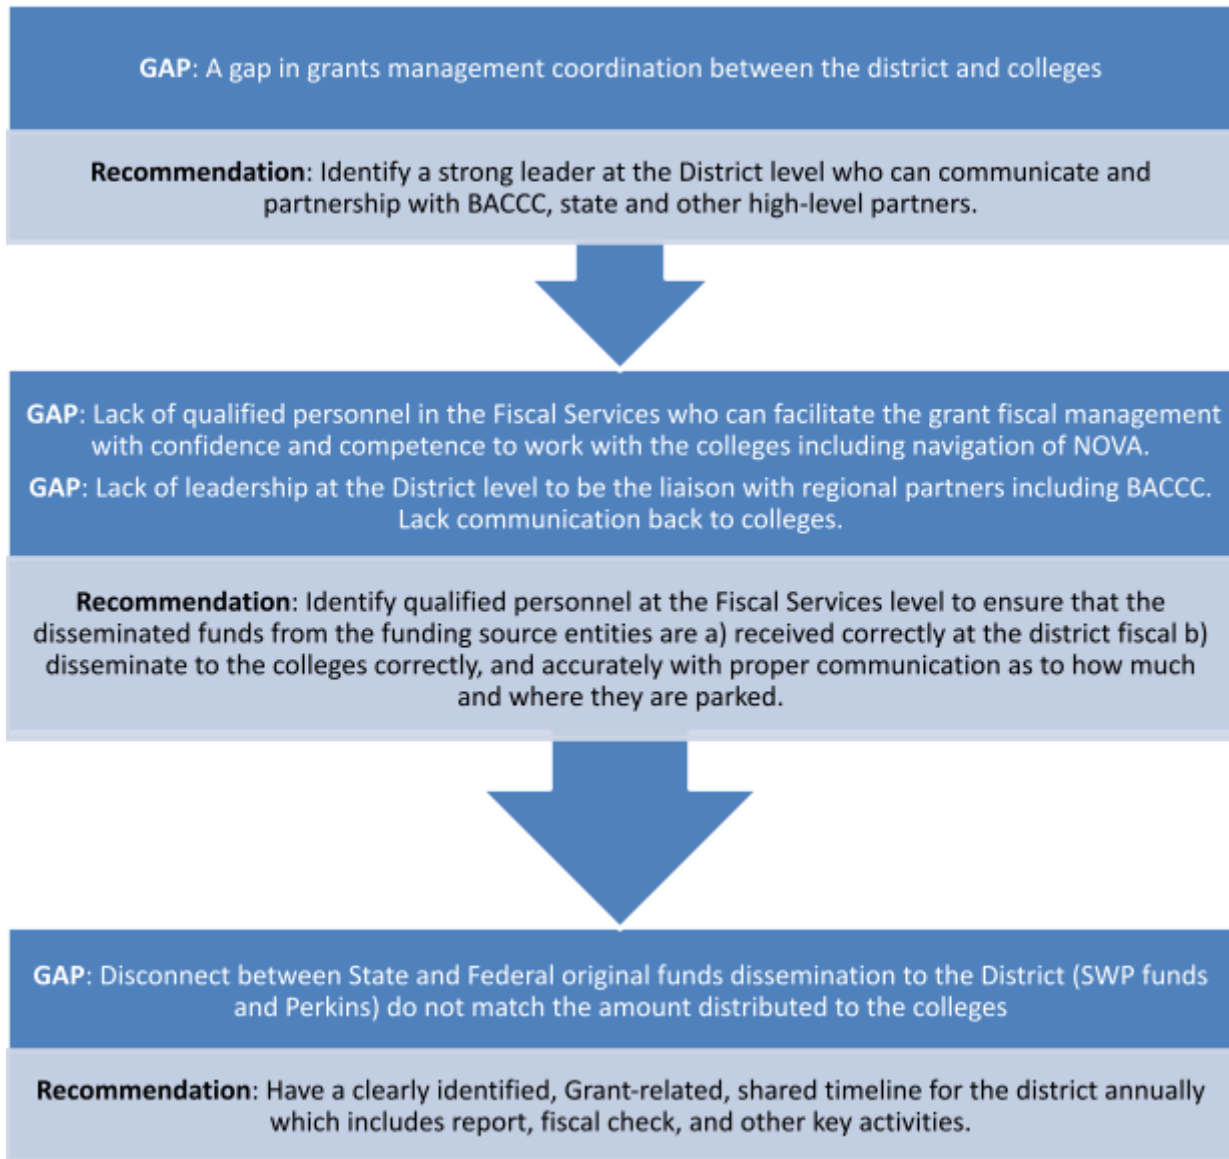 GAP: A gap in grants management coordination between the district and colleges
Recommendation: Identify a strong leader at the District level who can communicate and
partnership with BACCC, state and other high-level partners.
GAP: Lack of qualified personnel in the Fiscal Services who can facilitate the grant fiscal management
with confidence and competence to work with the colleges including navigation of NOVA.
GAP: Lack of leadership at the District level to be the liaison with regional partners including BACCC.
Lack communication back to colleges.
Recommendation: Identify qualified personnel at the Fiscal Services level to ensure that the
disseminated funds from the funding source entities are a) received correctly at the district fiscal b)
disseminate to the colleges correctly, and accurately with proper communication as to how much
and where they are parked.
GAP: Disconnect between State and Federal original funds dissemination to the District (SWP funds
and Perkins) do not match the amount distributed to the colleges
Recommendation: Have a clearly identified, Grant-related, shared timeline for the district annually
which includes report, fiscal check, and other key activities.